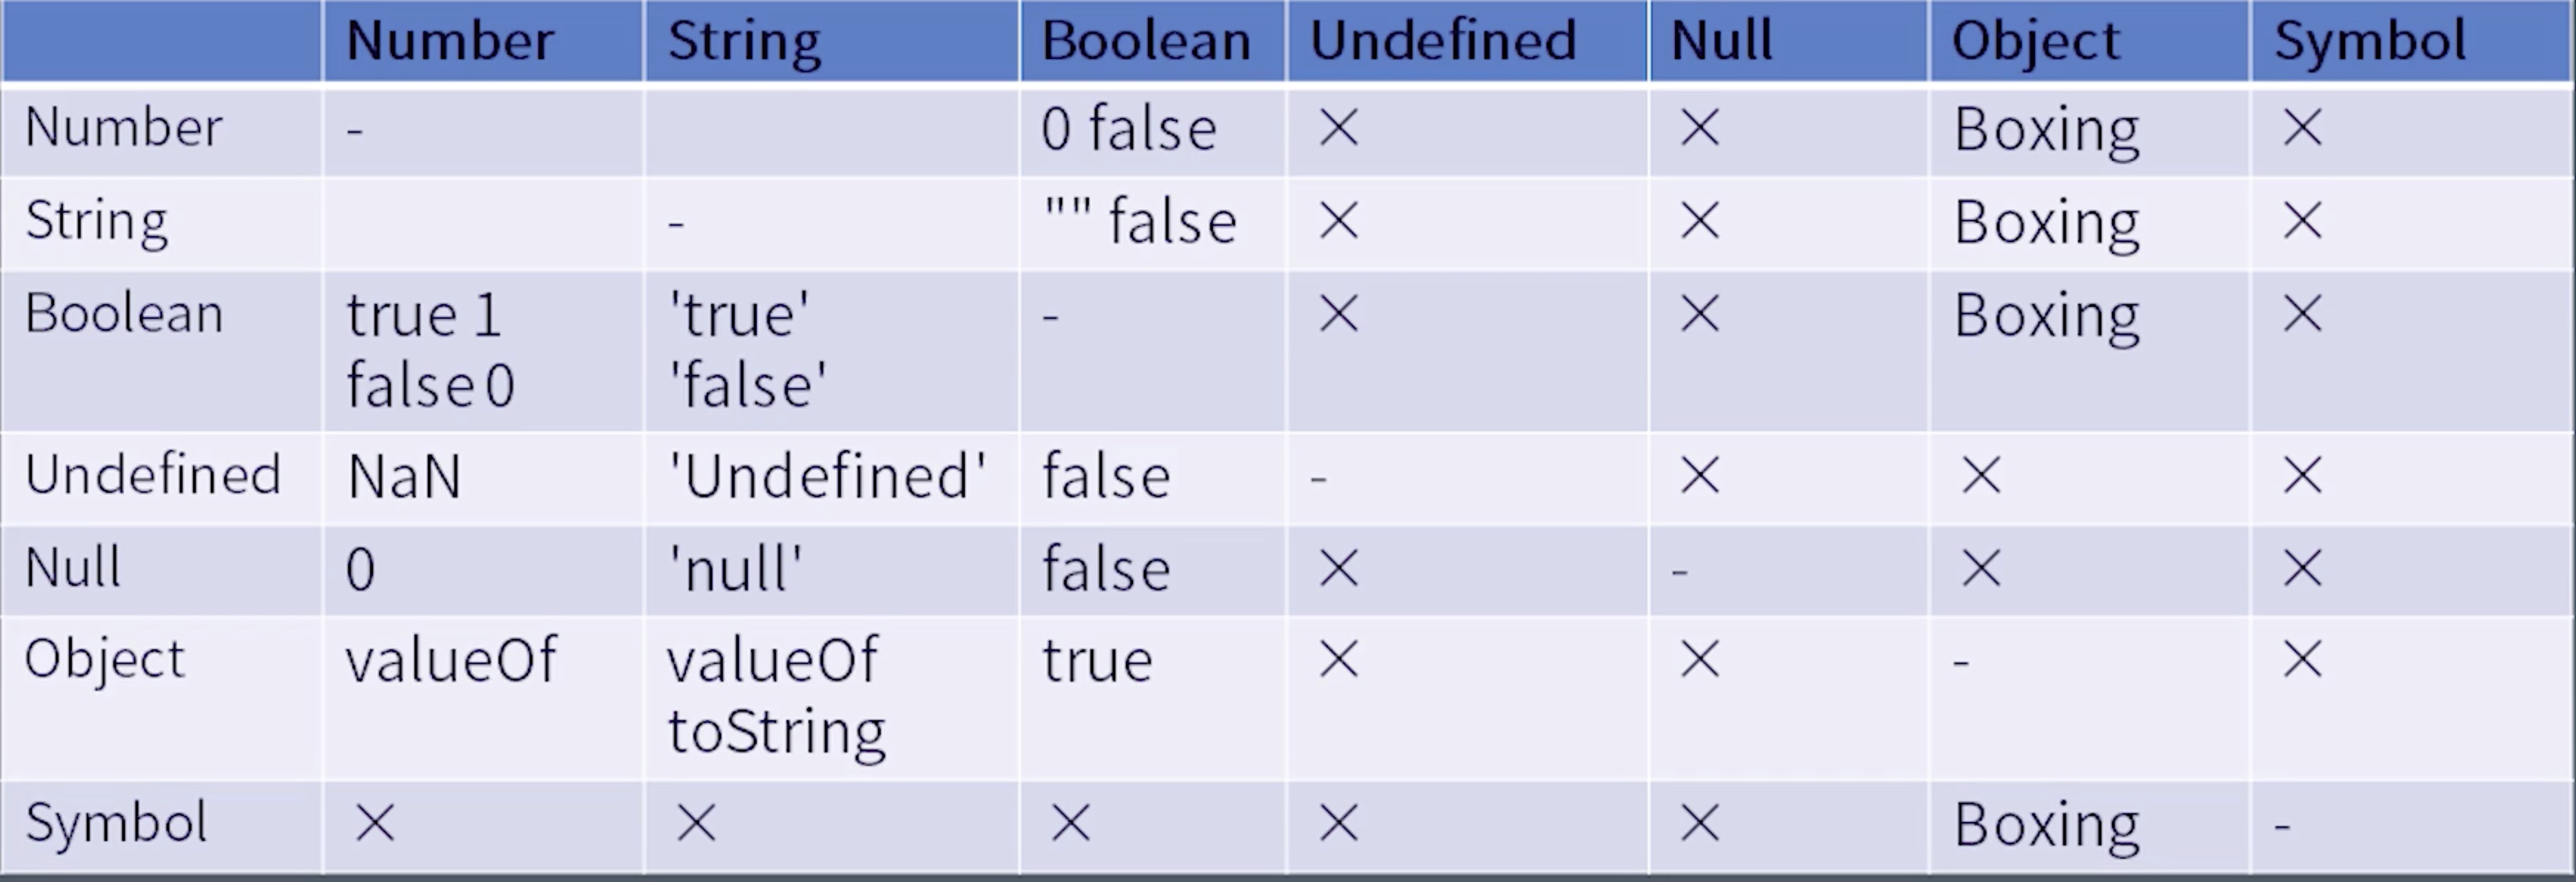 Number String Boolean Undefined Null Object Symbol
Number - 0 false × × Boxing ×
String - "" false × × Boxing ×
Boolean true 1 'true' - × × Boxing ×
false 0 'false'
Undefined NaN 'Undefined' false - × × ×
Null 0 'null' false × - × ×
Object valueOf valueOf true × × - ×
toString
Symbol × × × × × Boxing -